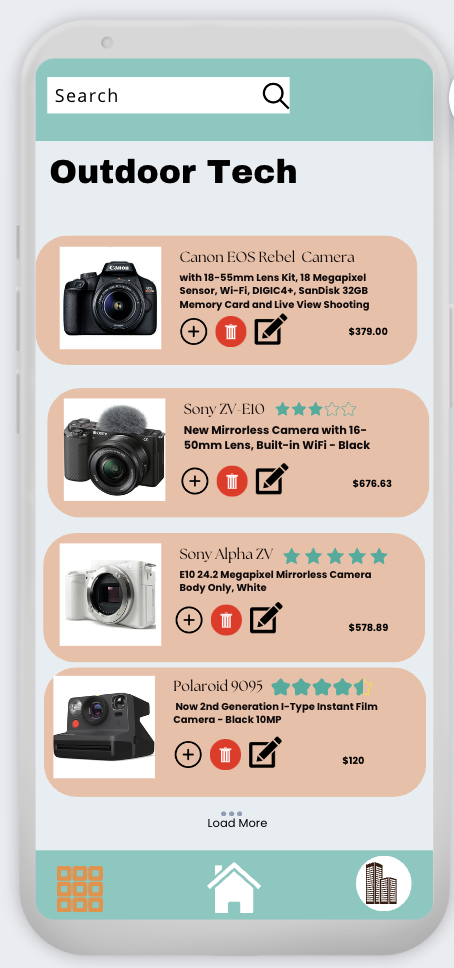 Search
Outdoor Tech
Canon EOS Rebel Camera
with 18-55mm Lens Kit, 18 Megapixel
Sensor, Wi-Fi, DIGIC4+, SanDisk 32GB
Memory Card and Live View Shooting
$379.00
Canon
Sony ZV-E10
New Mirrorless Camera with 16-
50mm Lens, Built-in WiFi - Black
$676.63
SONY
Sony Alpha ZV
E10 24.2 Megapixel Mirrorless Camera
Body Only, White
$578.89
Polaroid 9095
Now 2nd Generation I-Type Instant Film
Camera - Black 10MP
$120
Load More